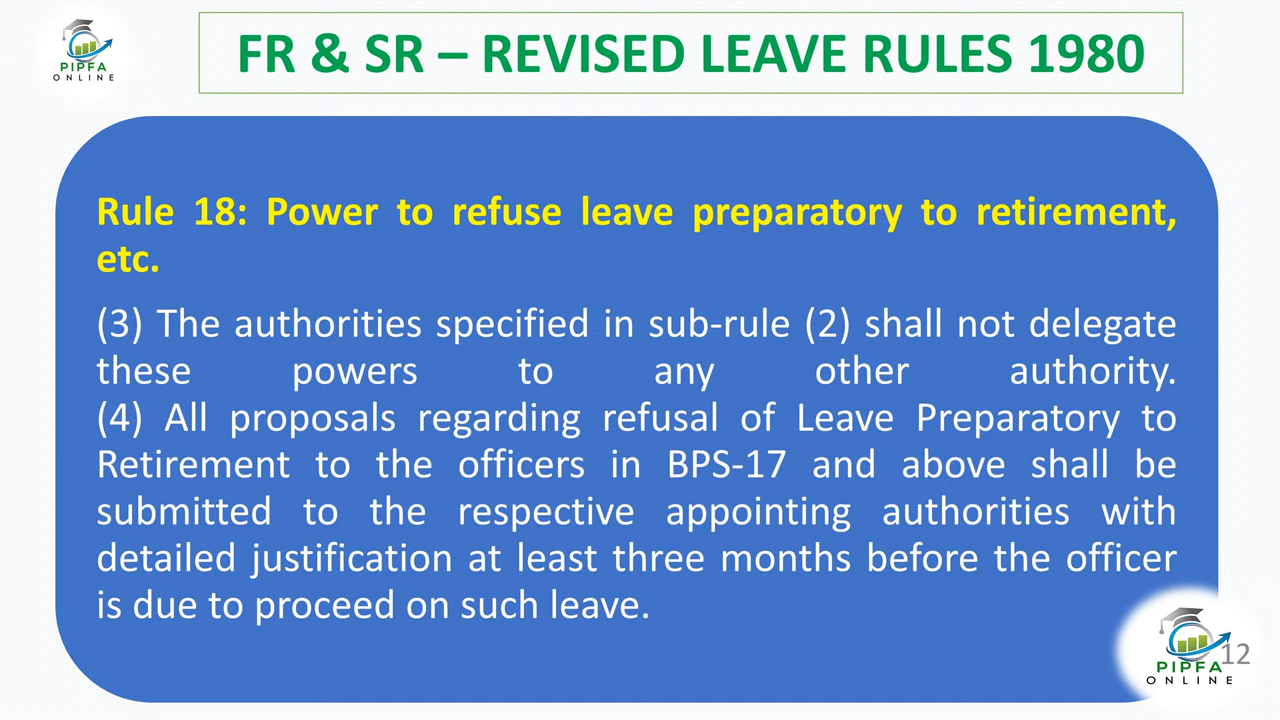 PIPFA
ONLINE
FR & SR – REVISED LEAVE RULES 1980
Rule 18: Power to refuse leave preparatory to retirement,
etc.
(3) The authorities specified in sub-rule (2) shall not delegate
these powers to any other authority.
(4) All proposals regarding refusal of Leave Preparatory to
Retirement to the officers in BPS-17 and above shall be
submitted to the respective appointing authorities with
detailed justification at least three months before the officer
is due to proceed on such leave.
12
PIPFA
ONLINE